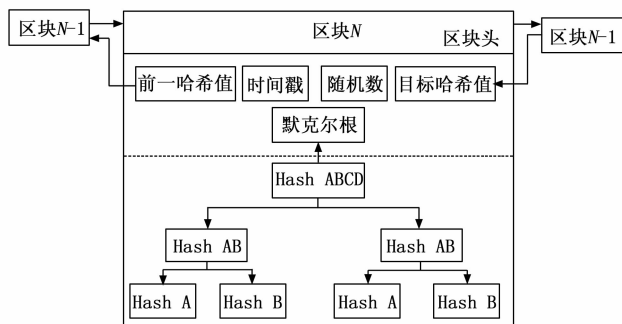 区块N-1
区块N
区块头
区块N-1
前一哈希值
时间戳
随机数
目标哈希值
默克尔根
Hash ABCD
Hash AB
Hash AB
Hash A
Hash B
Hash A
Hash B